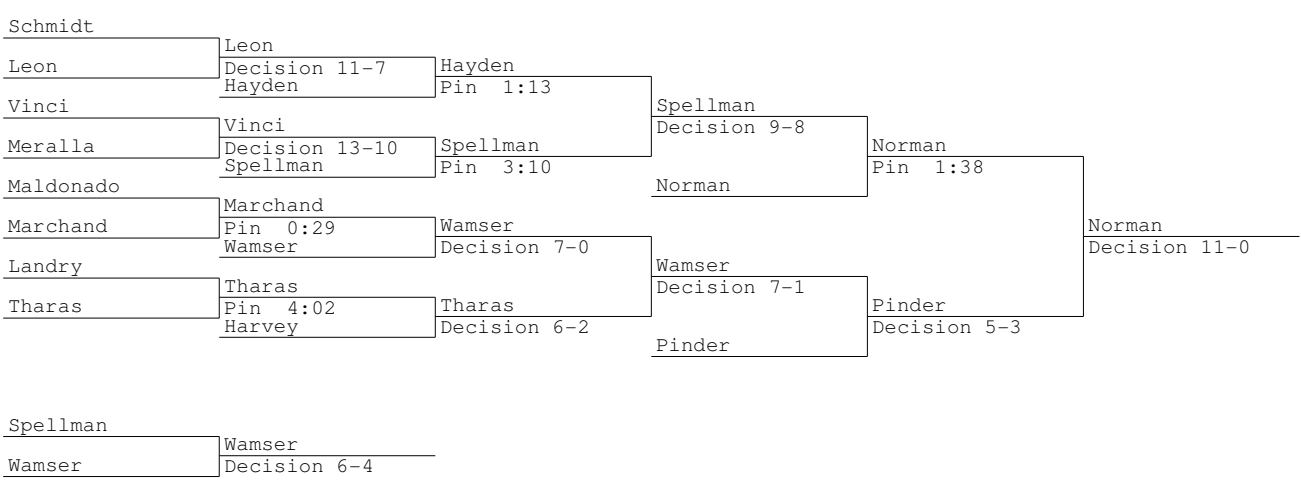 Schmidt
Leon
Leon
Decision 11-7
Hayden
Hayden
Pin 1:13
Vinci
Spellman
Decision 9-8
Vinci
Meralla
Decision 13-10
Spellman
Norman
Spellman
Pin 3:10
Pin 1:38
Maldonado
Norman
Marchand
Marchand
Pin 0:29
Wamser
Norman
Wamser
Decision 7-0
Decision 11-0
Landry
Wamser
Tharas
Decision 7-1
Tharas
Pin 4:02
Tharas
Pinder
Harvey
Decision 6-2
Decision 5-3
Pinder
Spellman
Wamser
Wamser
Decision 6-4